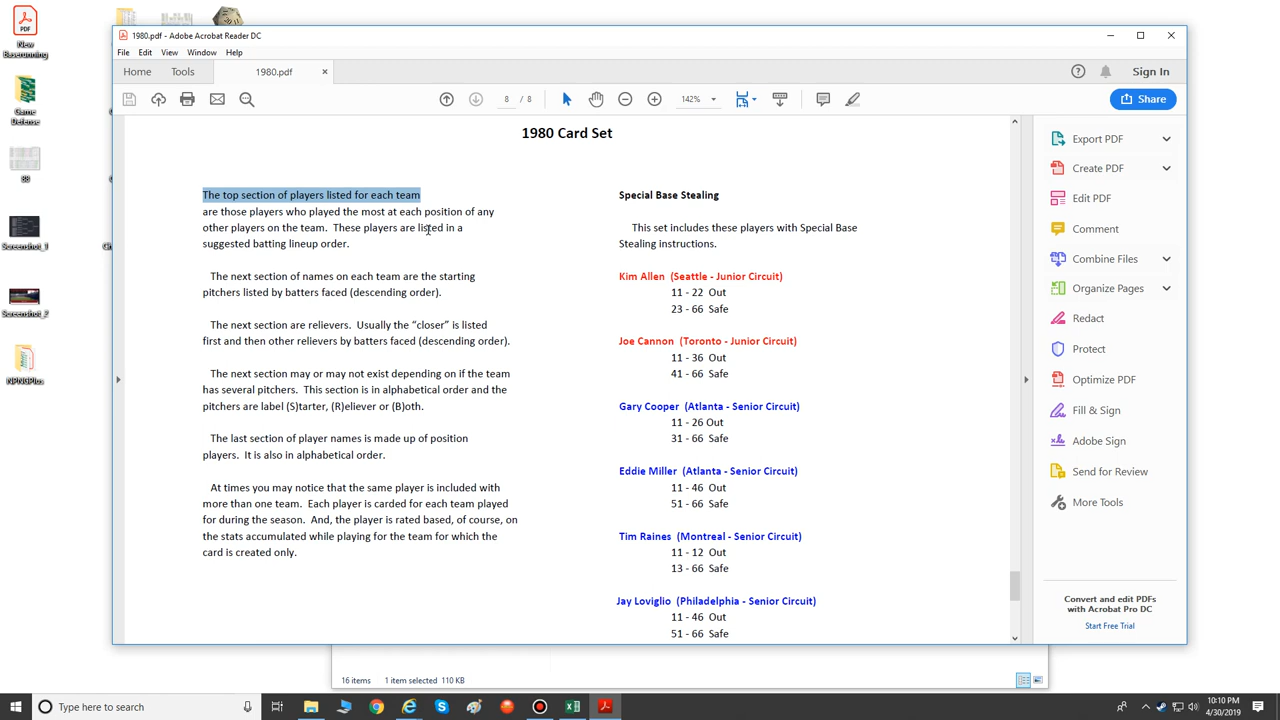 New
Baserunning
Game
Defense
88
Screenshot_1
Screenshot_2
NPNGPlus
1980.pdf - Adobe Acrobat Reader DC
File Edit View Window Help
Home Tools 1980.pdf
8 / 8
142%
Sign In
Share
1980 Card Set
The top section of players listed for each team
are those players who played the most at each position of any
other players on the team. These players are listed in a
suggested batting lineup order.
The next section of names on each team are the starting
pitchers listed by batters faced (descending order).
The next section are relievers. Usually the “closer” is listed
first and then other relievers by batters faced (descending order).
The next section may or may not exist depending on if the team
has several pitchers. This section is in alphabetical order and the
pitchers are label (S)tarter, (R)eliever or (B)oth.
The last section of player names is made up of position
players. It is also in alphabetical order.
At times you may notice that the same player is included with
more than one team. Each player is carded for each team played
for during the season. And, the player is rated based, of course, on
the stats accumulated while playing for the team for which the
card is created only.
Special Base Stealing
This set includes these players with Special Base
Stealing instructions.
Kim Allen (Seattle - Junior Circuit)
11 - 22 Out
23 - 66 Safe
Joe Cannon (Toronto - Junior Circuit)
11 - 36 Out
41 - 66 Safe
Gary Cooper (Atlanta - Senior Circuit)
11 - 26 Out
31 - 66 Safe
Eddie Miller (Atlanta - Senior Circuit)
11 - 46 Out
51 - 66 Safe
Tim Raines (Montreal - Senior Circuit)
11 - 12 Out
13 - 66 Safe
Jay Loviglio (Philadelphia - Senior Circuit)
11 - 46 Out
51 - 66 Safe
Export PDF
Create PDF
Edit PDF
Comment
Combine Files
Organize Pages
Redact
Protect
Optimize PDF
Fill & Sign
Adobe Sign
Send for Review
More Tools
Convert and edit PDFs
with Acrobat Pro DC
Start Free Trial
16 items 1 item selected 110 KB
Type here to search
10:10 PM
4/30/2019